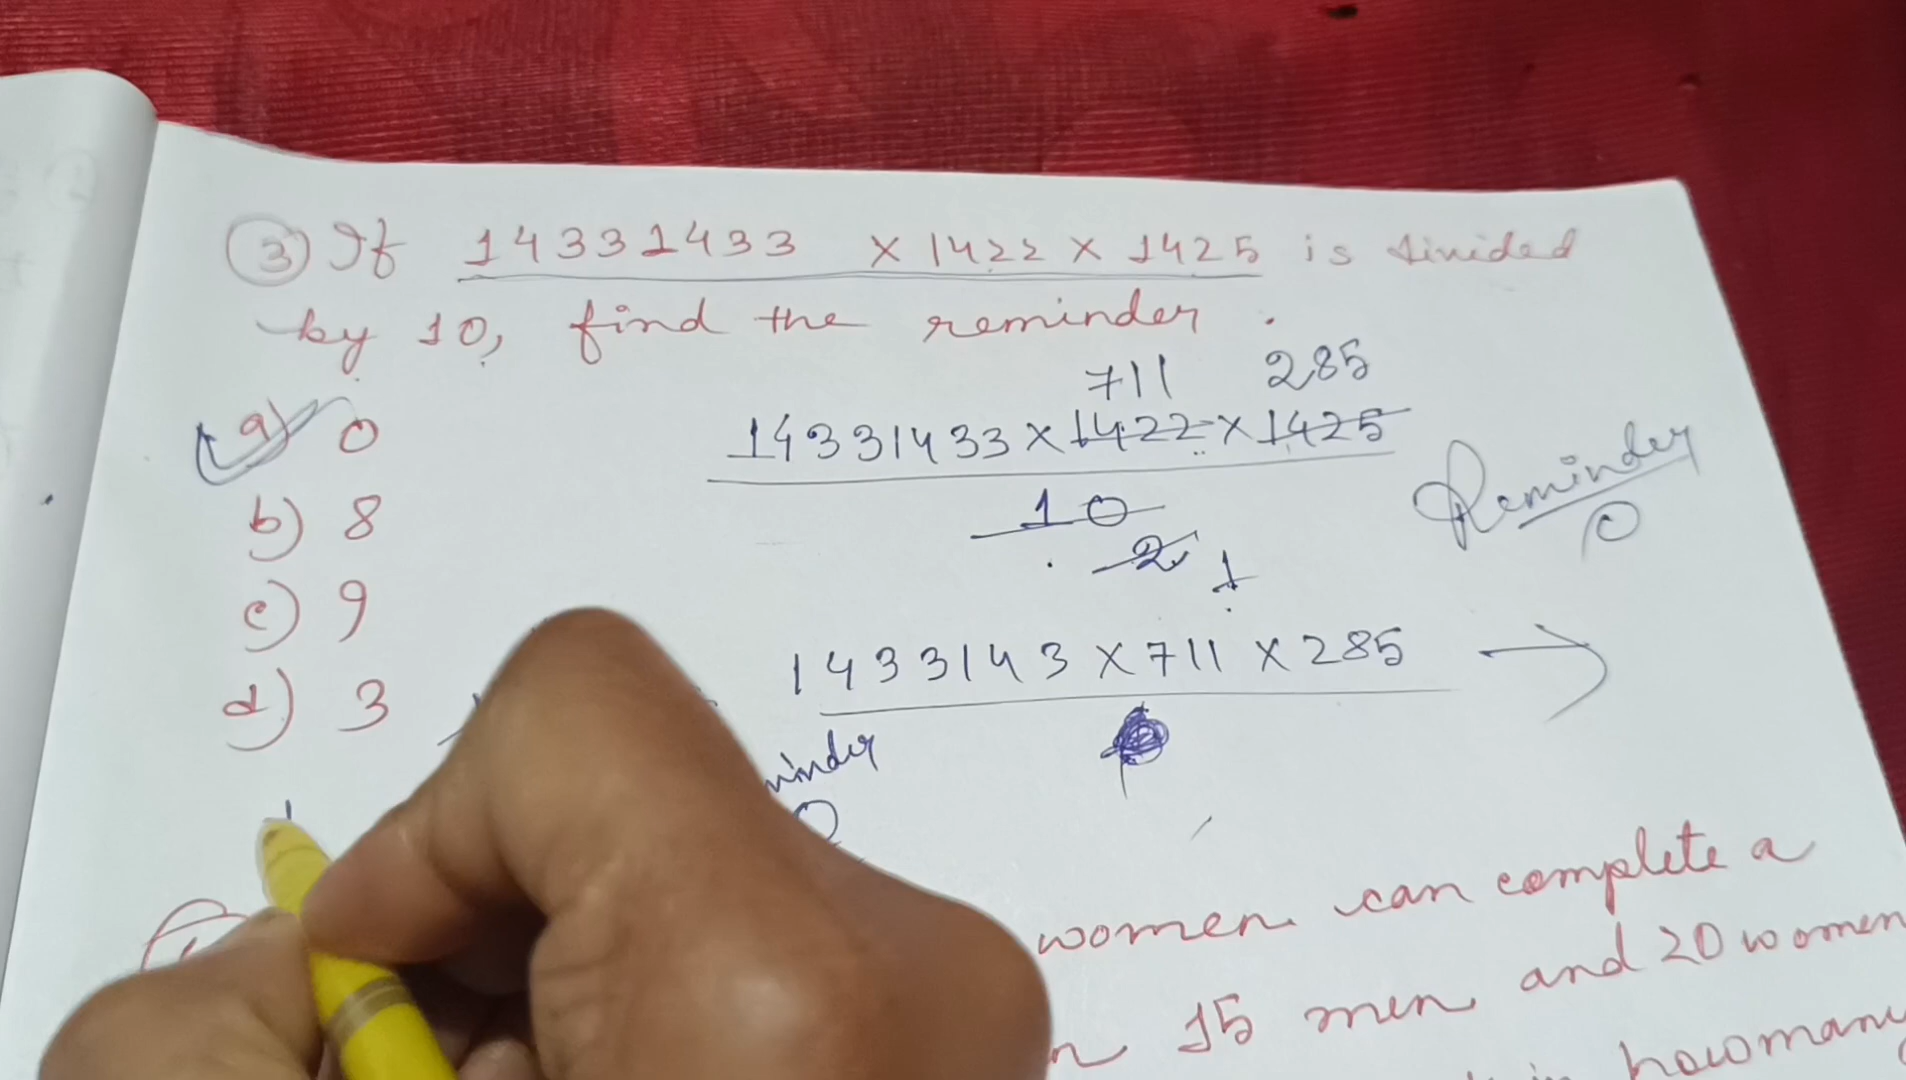 3) If 14331433 × 1422 × 1425 is divided
by 10, find the reminder.
a) 0
b) 8
c) 9
d) 3
711 285
14331433 × 1422 × 1425
10
2 1
Reminder
0
1433143 × 711 × 285
women can complete a
15 men and 20 women
howmany